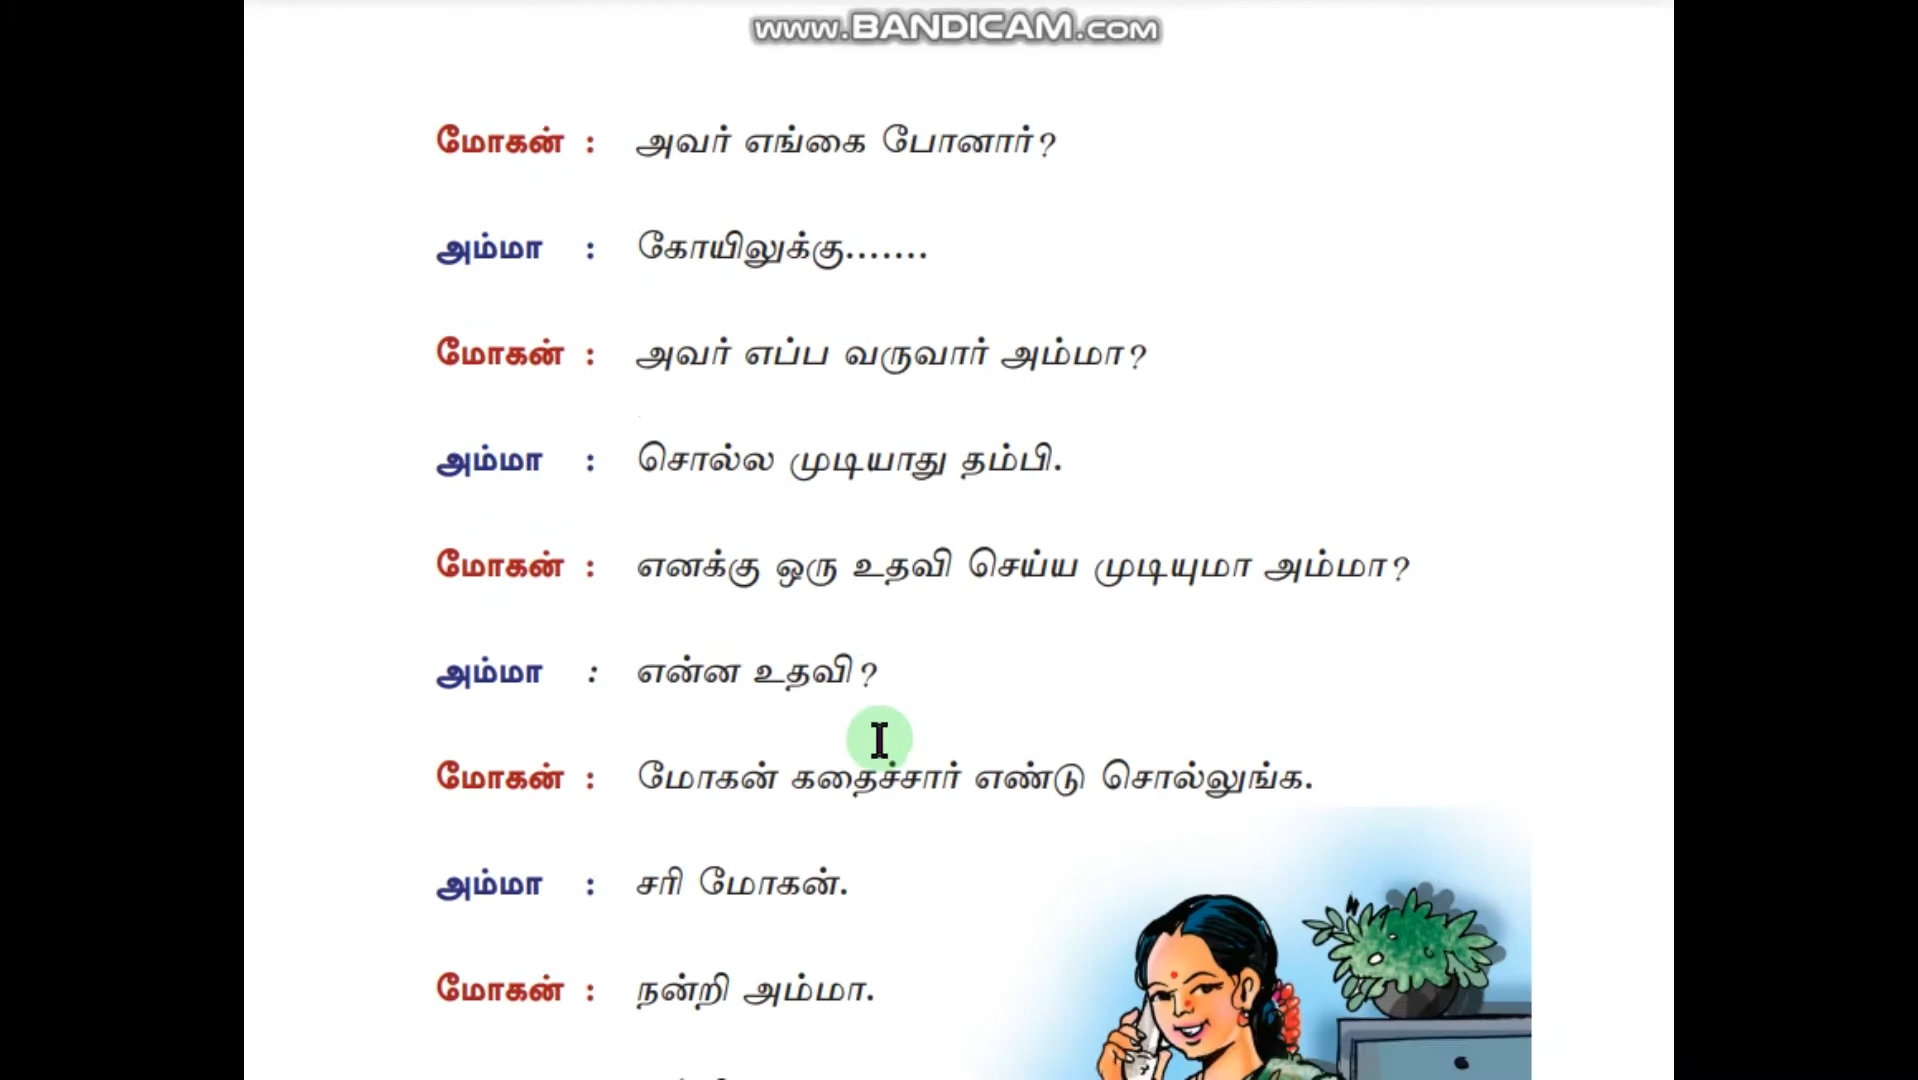 www.BANDICAM.com
மோகன் : அவர் எங்கை போனார்?
அம்மா : கோயிலுக்கு.......
மோகன் : அவர் எப்ப வருவார் அம்மா?
அம்மா : சொல்ல முடியாது தம்பி.
மோகன் : எனக்கு ஒரு உதவி செய்ய முடியுமா அம்மா?
அம்மா : என்ன உதவி?
மோகன் : மோகன் கதைச்சார் எண்டு சொல்லுங்க.
அம்மா : சரி மோகன்.
மோகன் : நன்றி அம்மா.